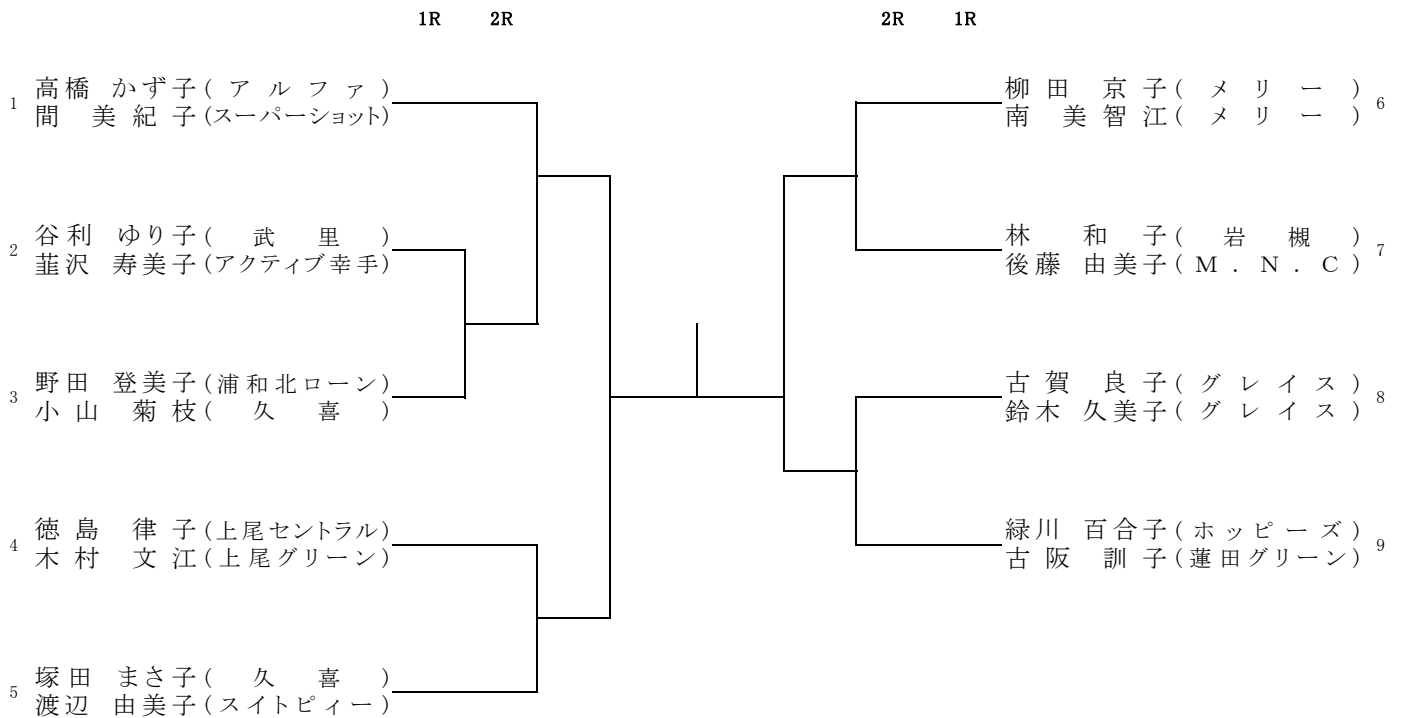 1R 2R 2R 1R
1 高橋 かず子(アルファ)
間 美紀子(スーパーショット)
2 谷利 ゆり子(武里)
韮沢 寿美子(アクティブ幸手)
3 野田 登美子(浦和北ローン)
小山 菊枝(久喜)
4 徳島 律子(上尾セントラル)
木村 文江(上尾グリーン)
5 塚田 まさ子(久喜)
渡辺 由美子(スイトピィー)
柳田 京子(メリー) 6
南 美智江(メリー)
林 和子(岩槻) 7
後藤 由美子(M.N.C)
古賀 良子(グレイス) 8
鈴木 久美子(グレイス)
緑川 百合子(ホッピーズ) 9
古阪 訓子(蓮田グリーン)